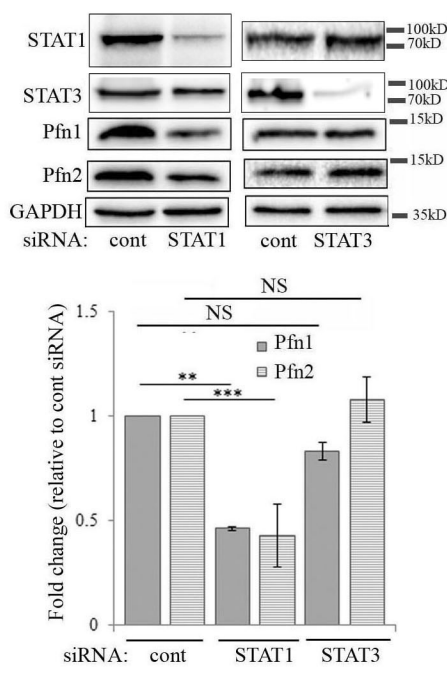 STAT1
100kD
70kD
STAT3
100kD
70kD
Pfn1
15kD
Pfn2
15kD
GAPDH
35kD
siRNA: cont STAT1 cont STAT3
NS
NS
1.5
Pfn1
Pfn2
**
***
1
0.5
0
Fold change (relative to cont siRNA)
siRNA: cont STAT1 STAT3